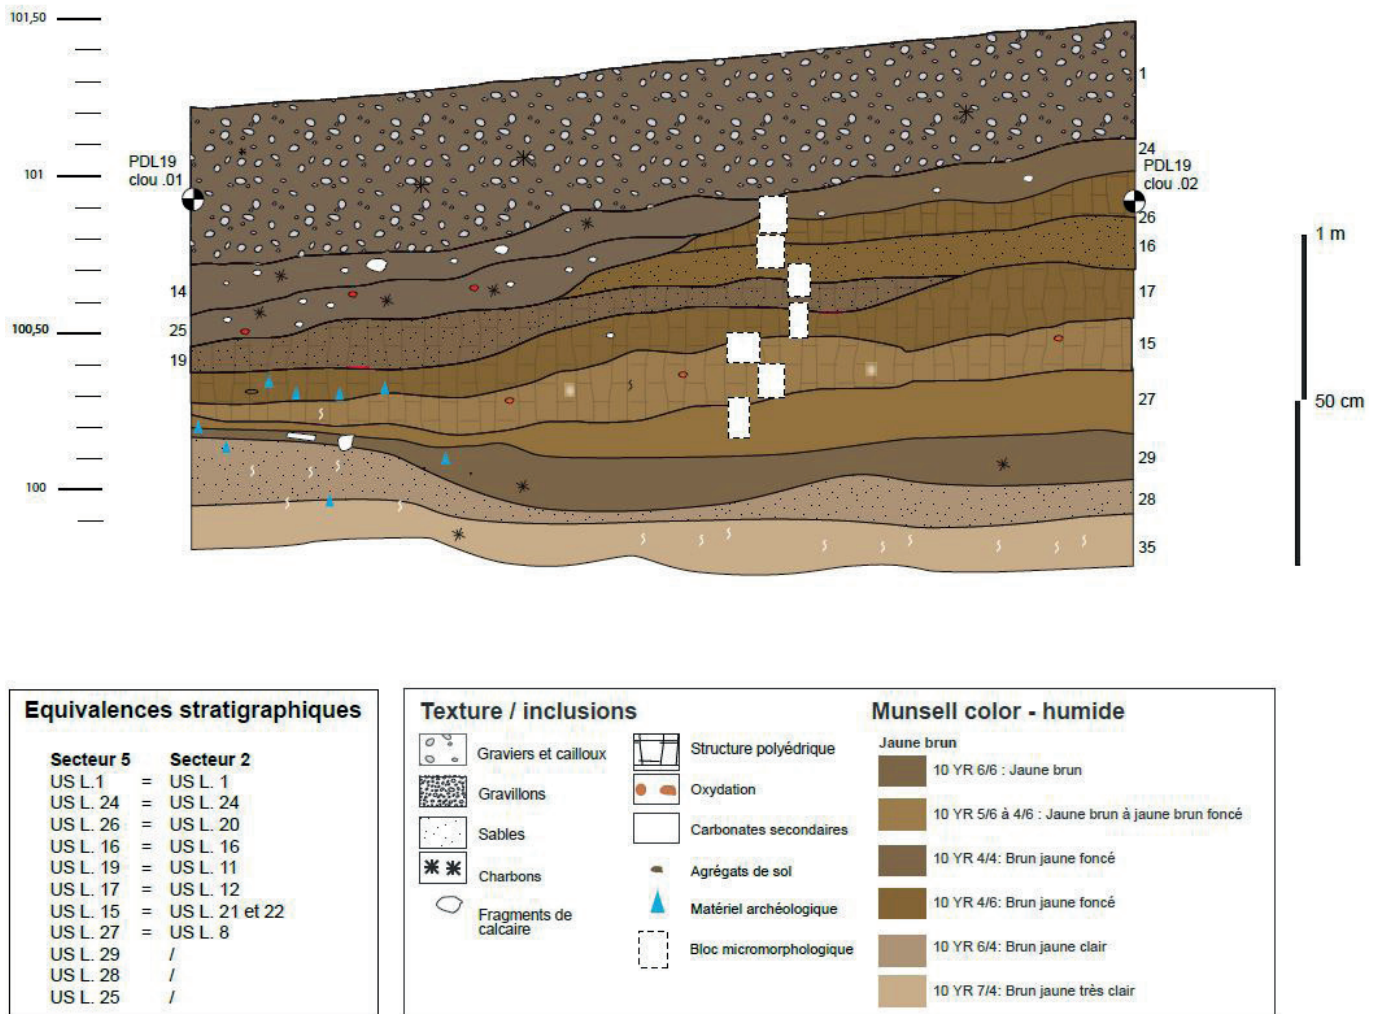 101,50
101
100,50
100
PDL19
clou .01
14
25
19
1
24
PDL19
clou .02
26
16
17
15
27
29
28
35
1 m
50 cm
Equivalences stratigraphiques
Secteur 5 Secteur 2
US L.1 = US L. 1
US L. 24 = US L. 24
US L. 26 = US L. 20
US L. 16 = US L. 16
US L. 19 = US L. 11
US L. 17 = US L. 12
US L. 15 = US L. 21 et 22
US L. 27 = US L. 8
US L. 29 /
US L. 28 /
US L. 25 /
Texture / inclusions
Graviers et cailloux
Gravillons
Sables
Charbons
Fragments de
calcaire
Structure polyédrique
Oxydation
Carbonates secondaires
Agrégats de sol
Matériel archéologique
Bloc micromorphologique
Munsell color - humide
Jaune brun
10 YR 6/6 : Jaune brun
10 YR 5/6 à 4/6 : Jaune brun à jaune brun foncé
10 YR 4/4: Brun jaune foncé
10 YR 4/6: Brun jaune foncé
10 YR 6/4: Brun jaune clair
10 YR 7/4: Brun jaune très clair